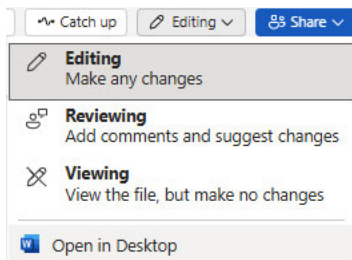 Catch up Editing Share
Editing
Make any changes
Reviewing
Add comments and suggest changes
Viewing
View the file, but make no changes
Open in Desktop